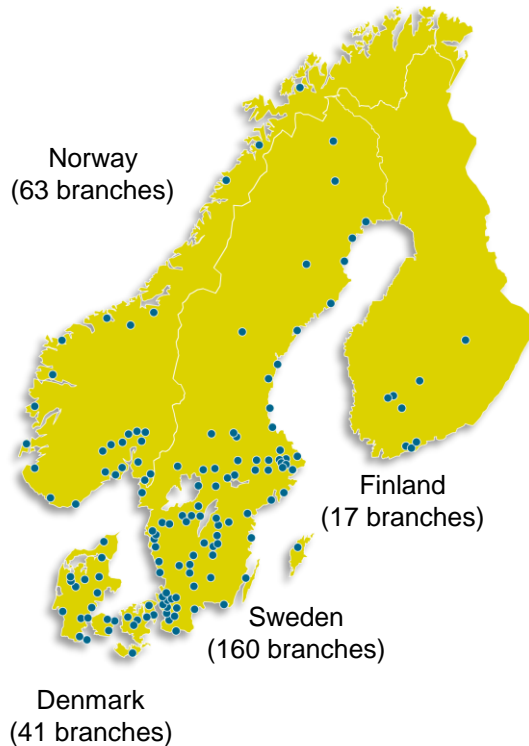 Norway
(63 branches)
Finland
(17 branches)
Sweden
(160 branches)
Denmark
(41 branches)